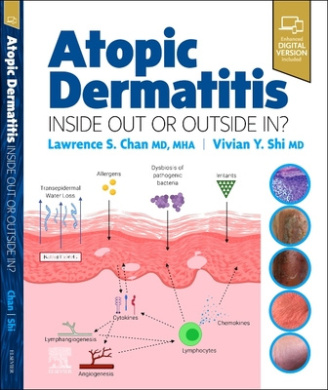 Atopic Dermatitis
INSIDE OUT OR OUTSIDE IN?
Chan | Shi
ELSEVIER
Enhanced
DIGITAL
VERSION
Included
Atopic
Dermatitis
INSIDE OUT OR OUTSIDE IN?
Lawrence S. Chan MD, MHA | Vivian Y. Shi MD
Allergens
Dysbiosis of
pathogenic
bacteria
Irritants
Transepidermal
Water Loss
Cytokines
Chemokines
Lymphangiogenesis
Lymphocytes
Angiogenesis